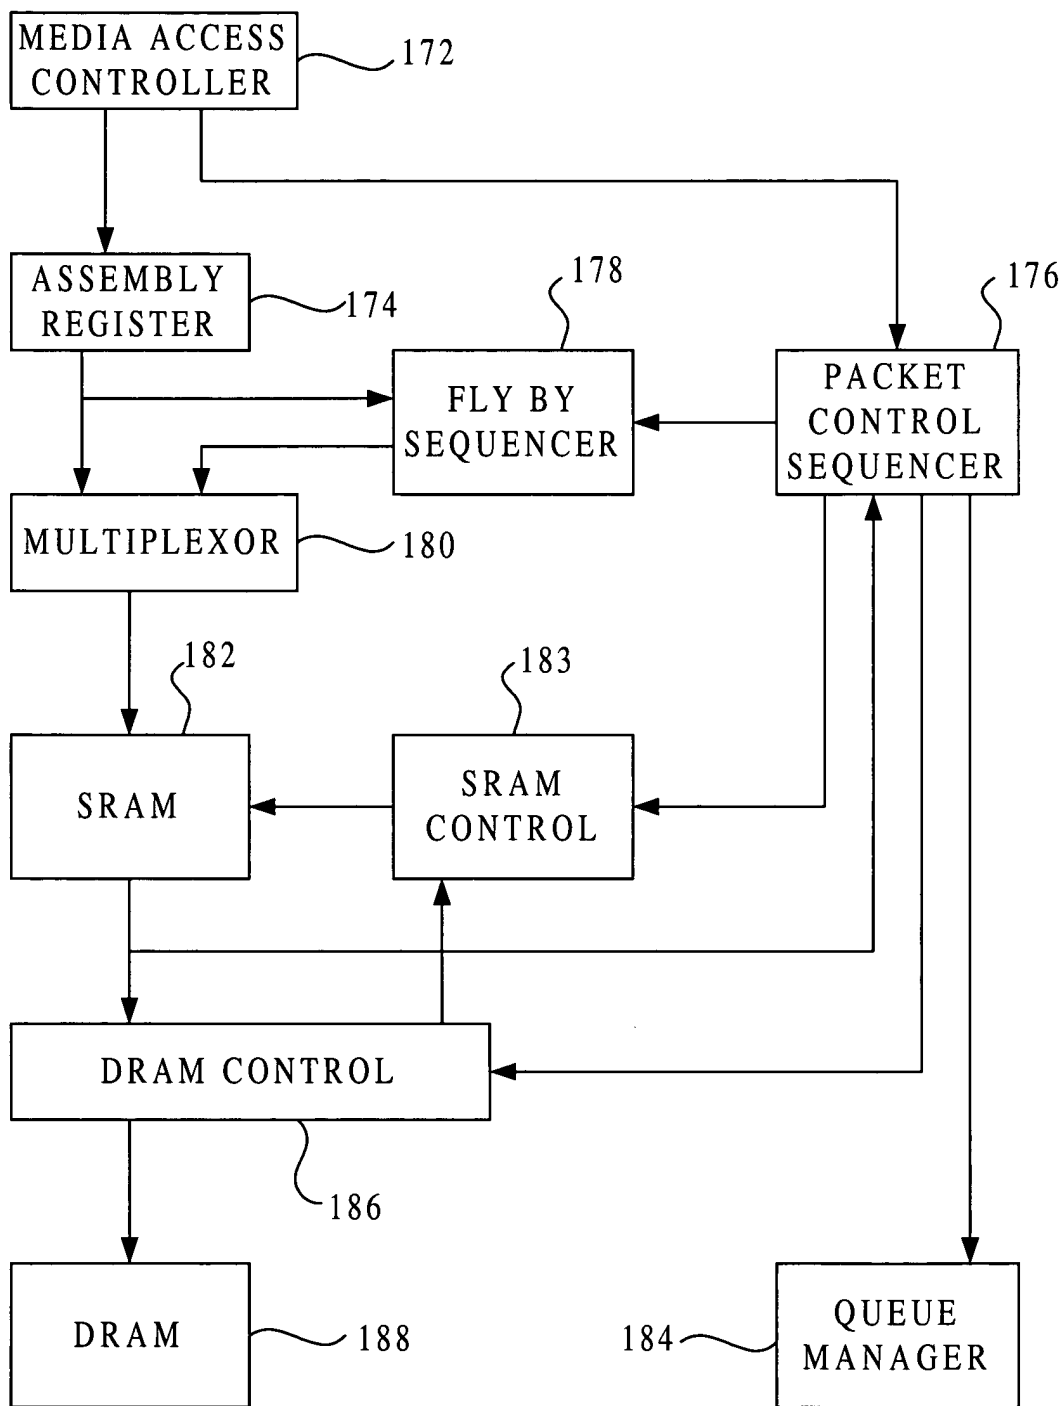 MEDIA ACCESS
CONTROLLER
172
ASSEMBLY
REGISTER
174
178
176
FLY BY
SEQUENCER
PACKET
CONTROL
SEQUENCER
MULTIPLEXOR
180
182
183
SRAM
SRAM
CONTROL
DRAM CONTROL
186
DRAM
188
184
QUEUE
MANAGER